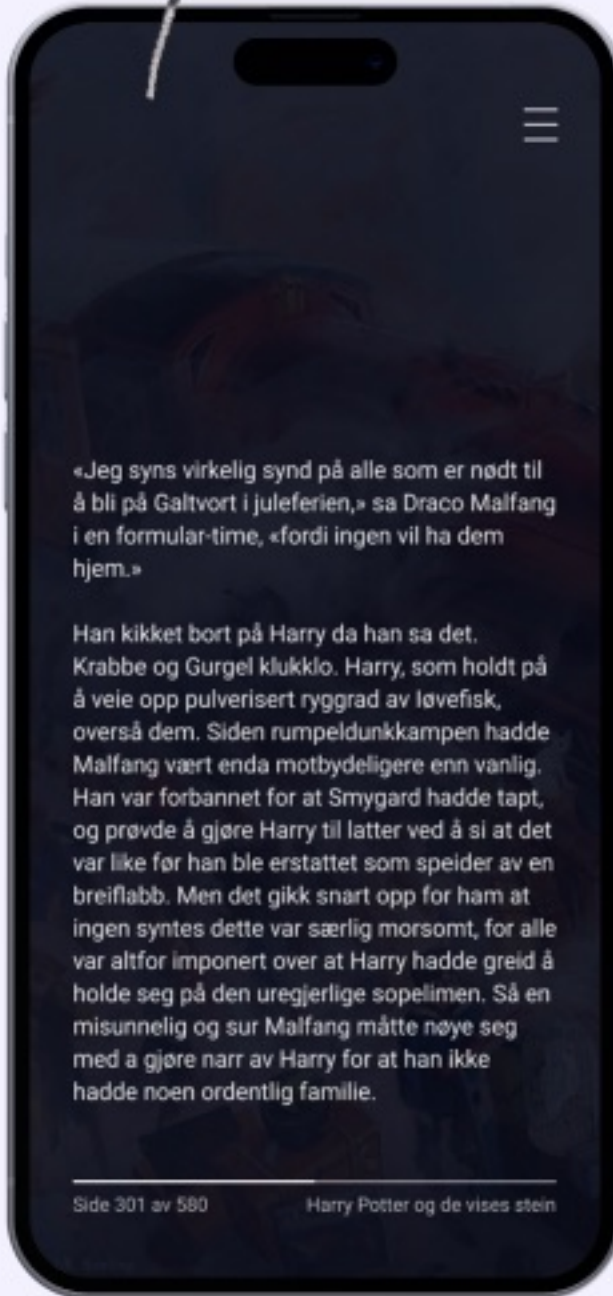 «Jeg syns virkelig synd på alle som er nødt til
å bli på Galtvort i juleferien,» sa Draco Malfang
i en formular-time, «fordi ingen vil ha dem
hjem.»
Han kikket bort på Harry da han sa det.
Krabbe og Gurgel klukklo. Harry, som holdt på
å veie opp pulverisert ryggrad av løvefisk,
overså dem. Siden rumpeldunkkampen hadde
Malfang vært enda motbydeligere enn vanlig.
Han var forbannet for at Smygard hadde tapt,
og prøvde å gjøre Harry til latter ved å si at det
var like før han ble erstattet som speider av en
breiflabb. Men det gikk snart opp for ham at
ingen syntes dette var særlig morsomt, for alle
var altfor imponert over at Harry hadde greid å
holde seg på den uregjerlige sopelimen. Så en
misunnelig og sur Malfang måtte nøye seg
med a gjøre narr av Harry for at han ikke
hadde noen ordentlig familie.
Side 301 av 580 Harry Potter og de vises stein